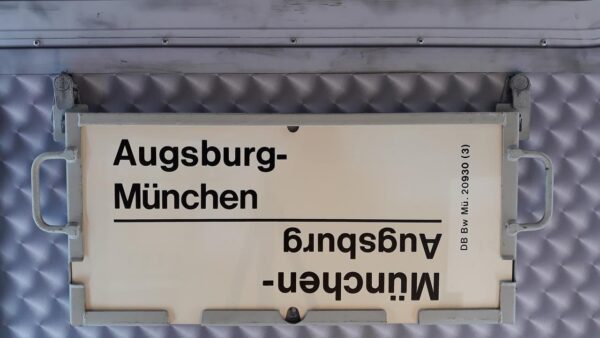 Augsburg-
München
München-
Augsburg
DB Bw Mü. 20930 (3)